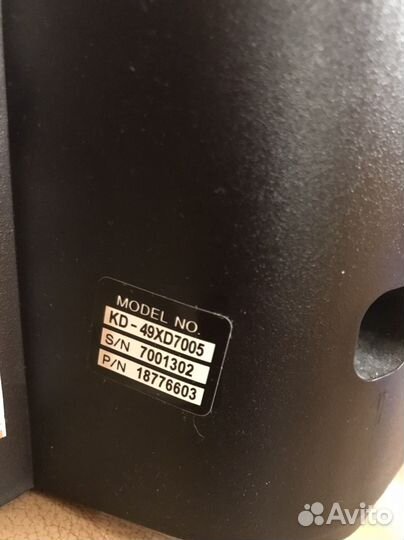 MODEL NO.
KD-49XD7005
S/N 7001302
P/N 18776603
Avito